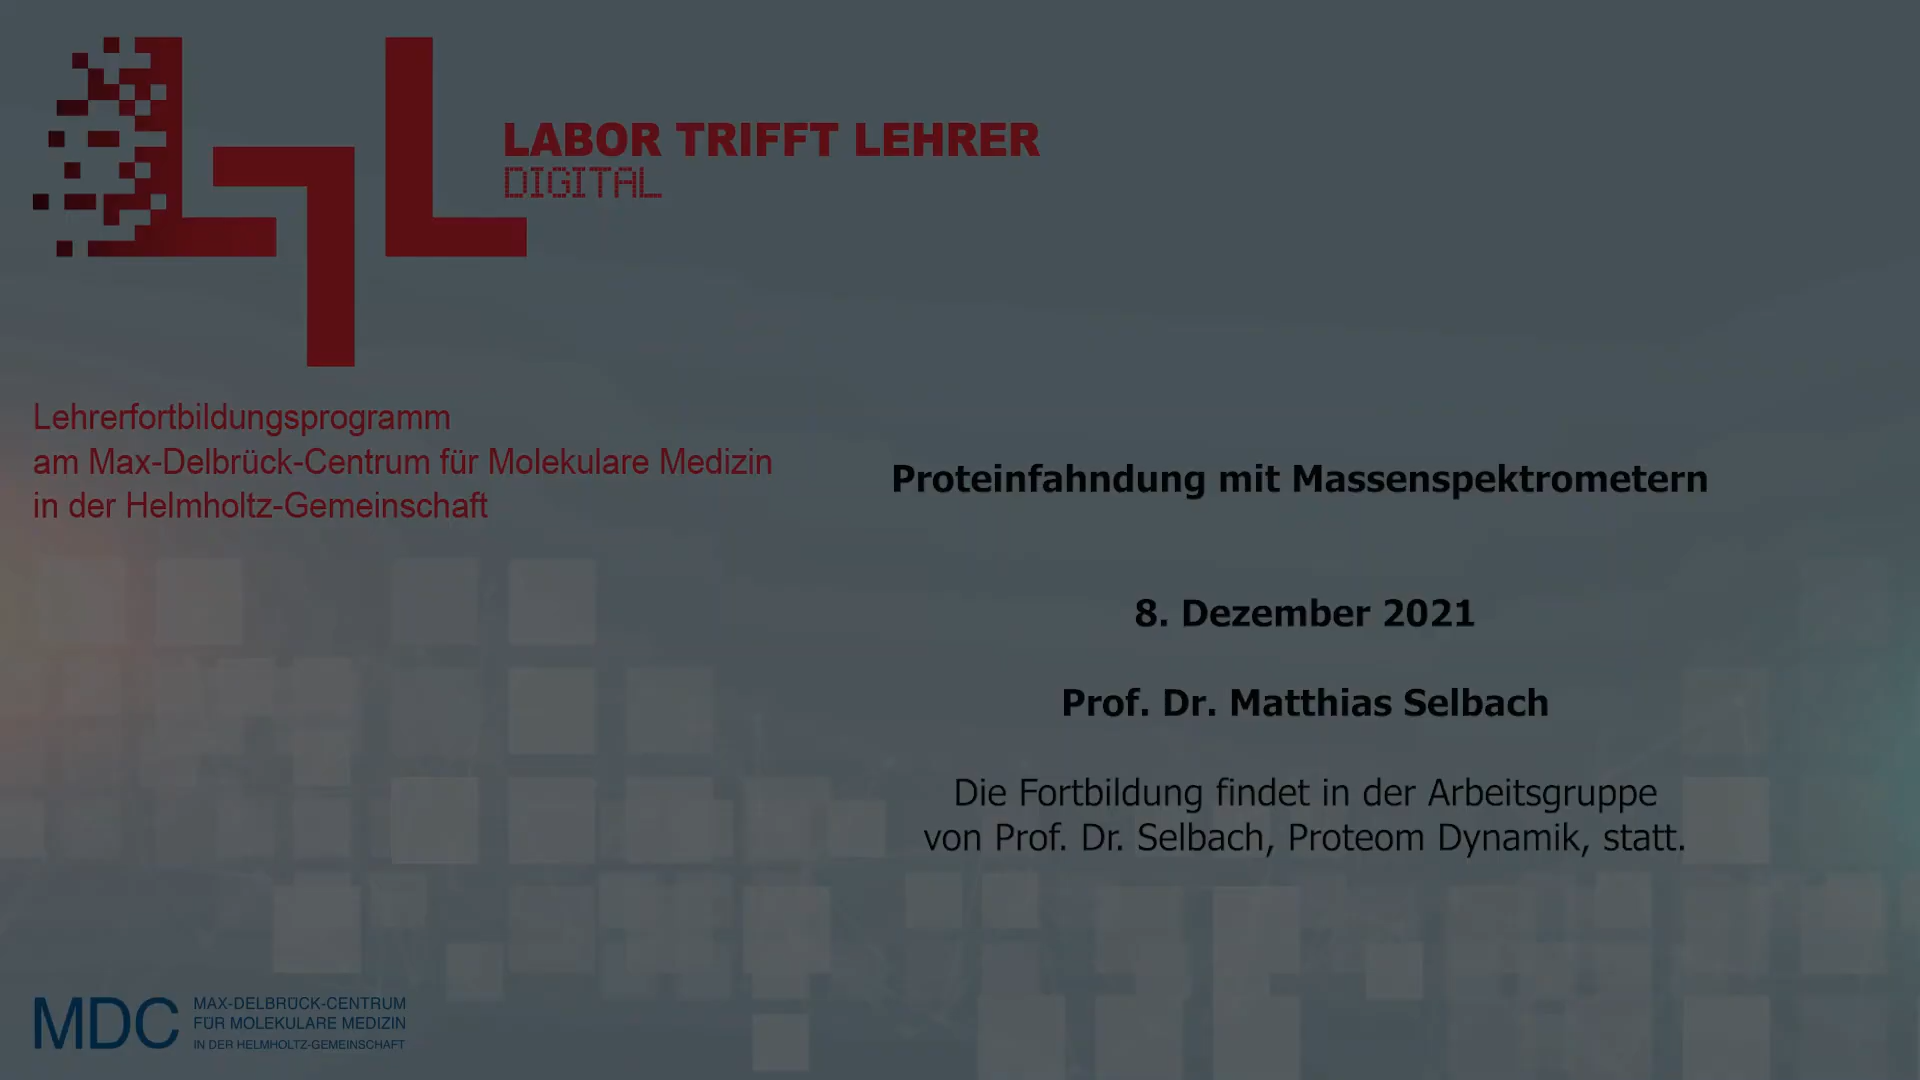 LABOR TRIFFT LEHRER
DIGITAL
Lehrerfortbildungsprogramm
am Max-Delbrück-Centrum für Molekulare Medizin
in der Helmholtz-Gemeinschaft
Proteinfahndung mit Massenspektrometern
8. Dezember 2021
Prof. Dr. Matthias Selbach
Die Fortbildung findet in der Arbeitsgruppe
von Prof. Dr. Selbach, Proteom Dynamik, statt.
MDC
MAX-DELBRÜCK-CENTRUM
FÜR MOLEKULARE MEDIZIN
IN DER HELMHOLTZ-GEMEINSCHAFT